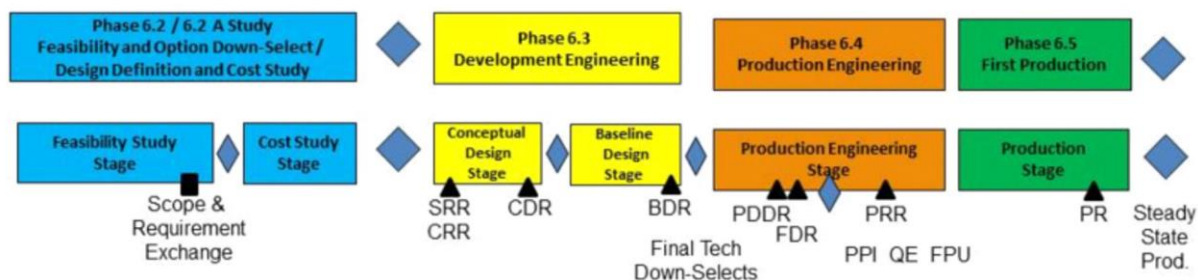 Phase 6.2 / 6.2 A Study
Feasibility and Option Down-Select /
Design Definition and Cost Study
Phase 6.3
Development Engineering
Phase 6.4
Production Engineering
Phase 6.5
First Production
Feasibility Study
Stage
Cost Study
Stage
Conceptual
Design
Stage
Baseline
Design
Stage
Production Engineering
Stage
Production
Stage
Scope &
Requirement
Exchange
SRR
CRR
CDR
BDR
Final Tech
Down-Selects
PDDR
FDR
PRR
PPI QE FPU
PR
Steady
State
Prod.